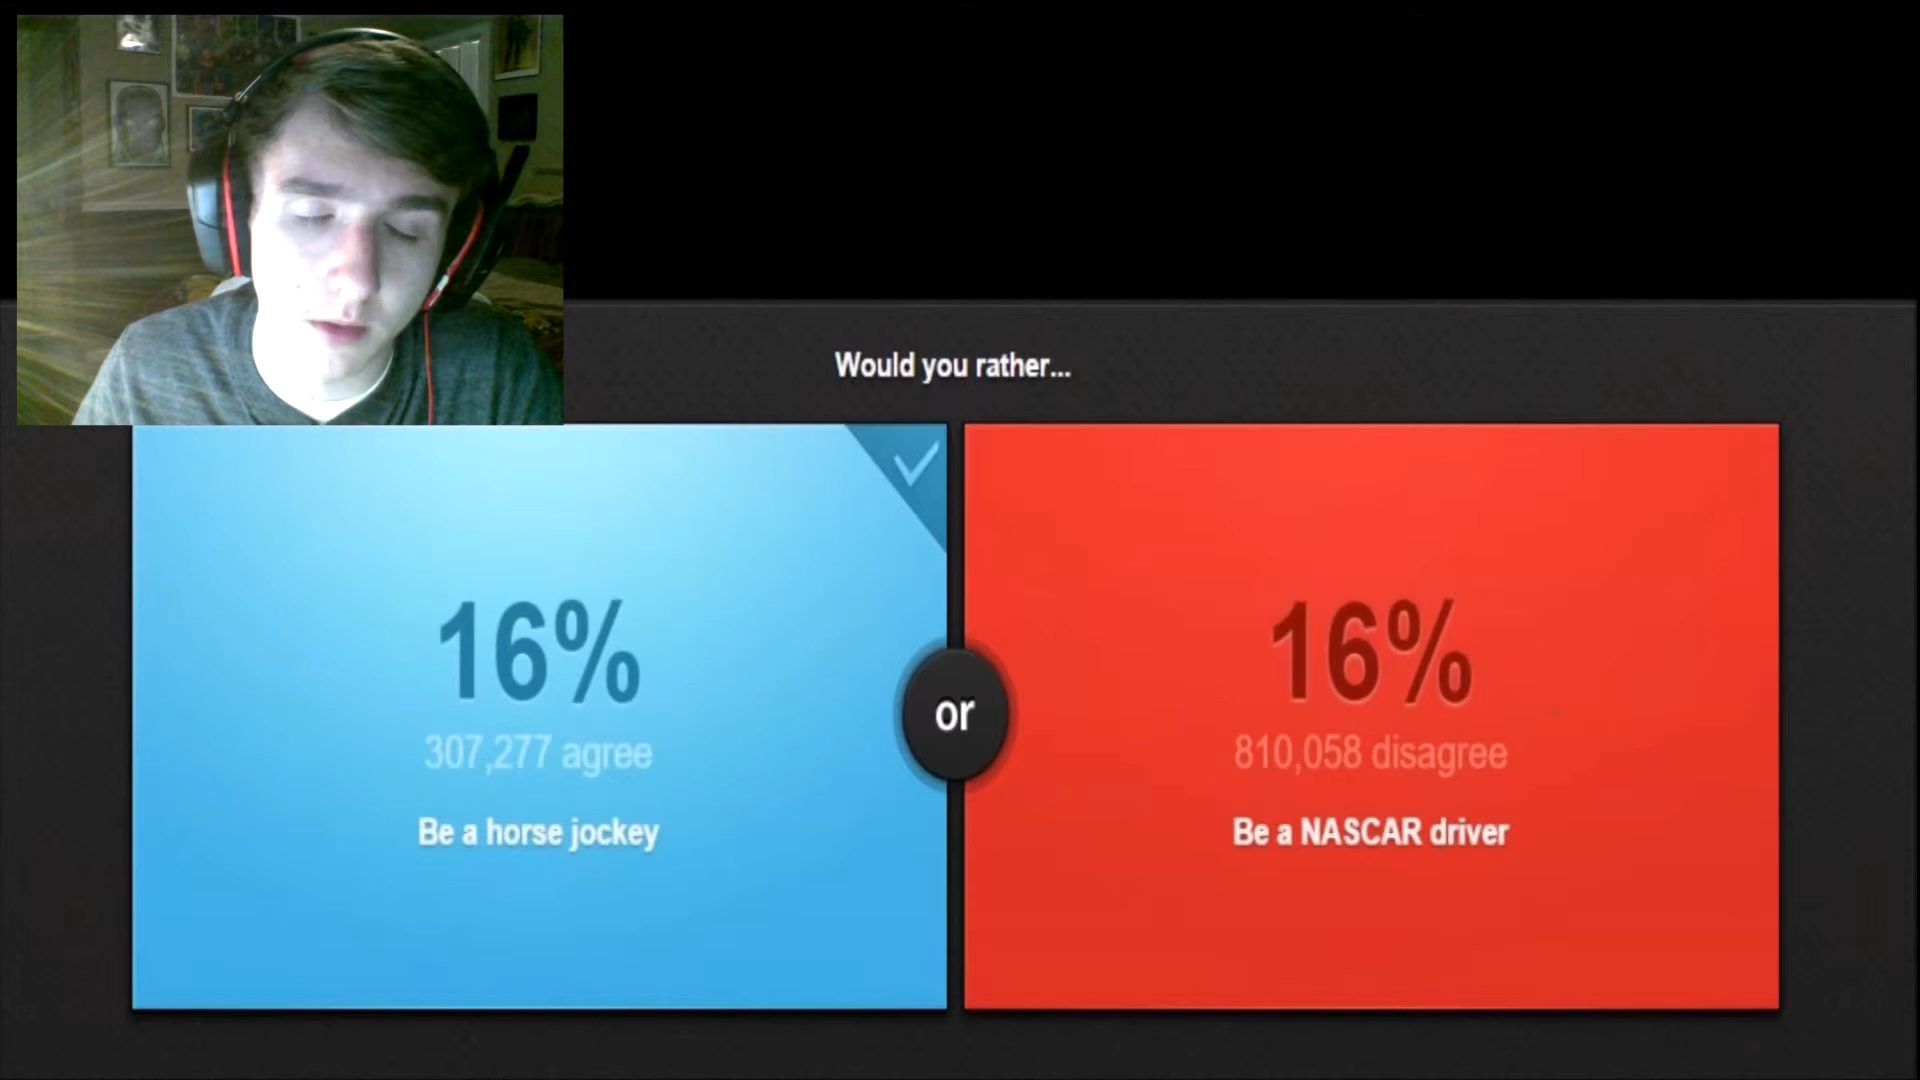 Would you rather...
16%
307,277 agree
Be a horse jockey
or
16%
810,058 disagree
Be a NASCAR driver